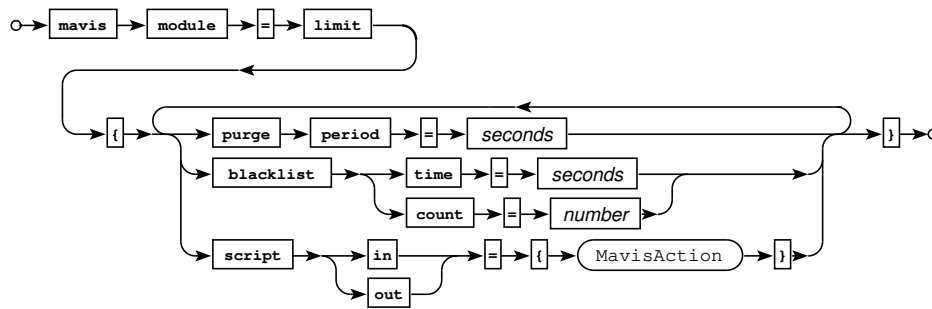 mavis module = limit
{ purge period = seconds }
blacklist time = seconds
count = number
script in = { MavisAction }
out